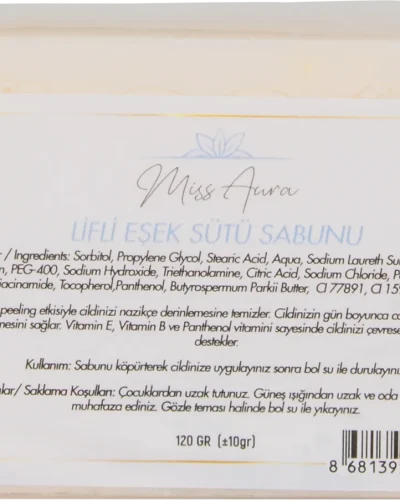 Miss Aura
LİFLİ EŞEK SÜTÜ SABUNU
/ Ingredients: Sorbitol, Propylene Glycol, Stearic Acid, Aqua, Sodium Laureth
PEG-400, Sodium Hydroxide, Triethanolamine, Citric Acid, Sodium Chloride,
Tocopherol,Panthenol, Butyrospermum Parkii Butter, CI 77891, CI
peeling etkisiyle cildinizi nazikçe derinlemesine temizler. Cildinizin gün boyunca
sağlar. Vitamin E, Vitamin B ve Panthenol vitamini sayesinde cildinizi
destekler.
Kullanım: Sabunu köpürterek cildinize uygulayınız sonra bol su ile durulayın
Saklama Koşulları: Çocuklardan uzak tutunuz. Güneş ışığından uzak ve oda
muhafaza ediniz. Gözle teması halinde bol su ile yıkayınız.
120 GR (±10gr)
8 68139